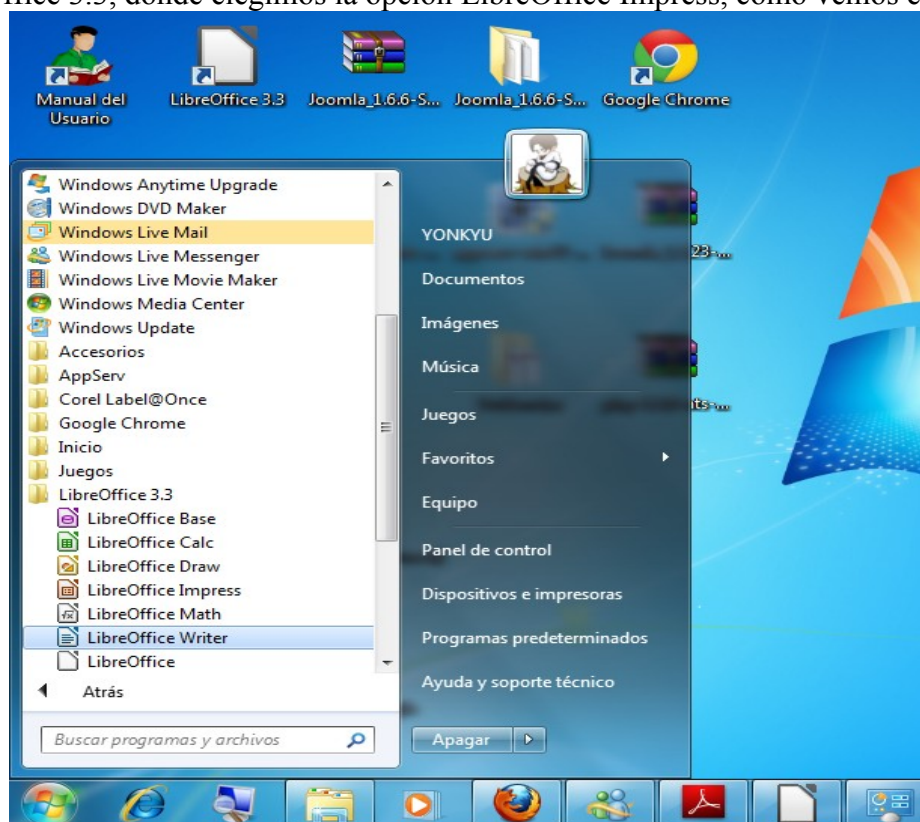 ffice 3.3, donde elegimos la opción LibreOffice Impress, como vemos e
Manual del
Usuario
LibreOffice 3.3
Joomla_1.6.6-S...
Joomla_1.6.6-S...
Google Chrome
Windows Anytime Upgrade
Windows DVD Maker
Windows Live Mail
Windows Live Messenger
Windows Live Movie Maker
Windows Media Center
Windows Update
Accesorios
AppServ
Corel Label@Once
Google Chrome
Inicio
Juegos
LibreOffice 3.3
LibreOffice Base
LibreOffice Calc
LibreOffice Draw
LibreOffice Impress
LibreOffice Math
LibreOffice Writer
LibreOffice
Atrás
Buscar programas y archivos
YONKYU
Documentos
Imágenes
Música
Juegos
Favoritos
Equipo
Panel de control
Dispositivos e impresoras
Programas predeterminados
Ayuda y soporte técnico
Apagar
23-...
its-...